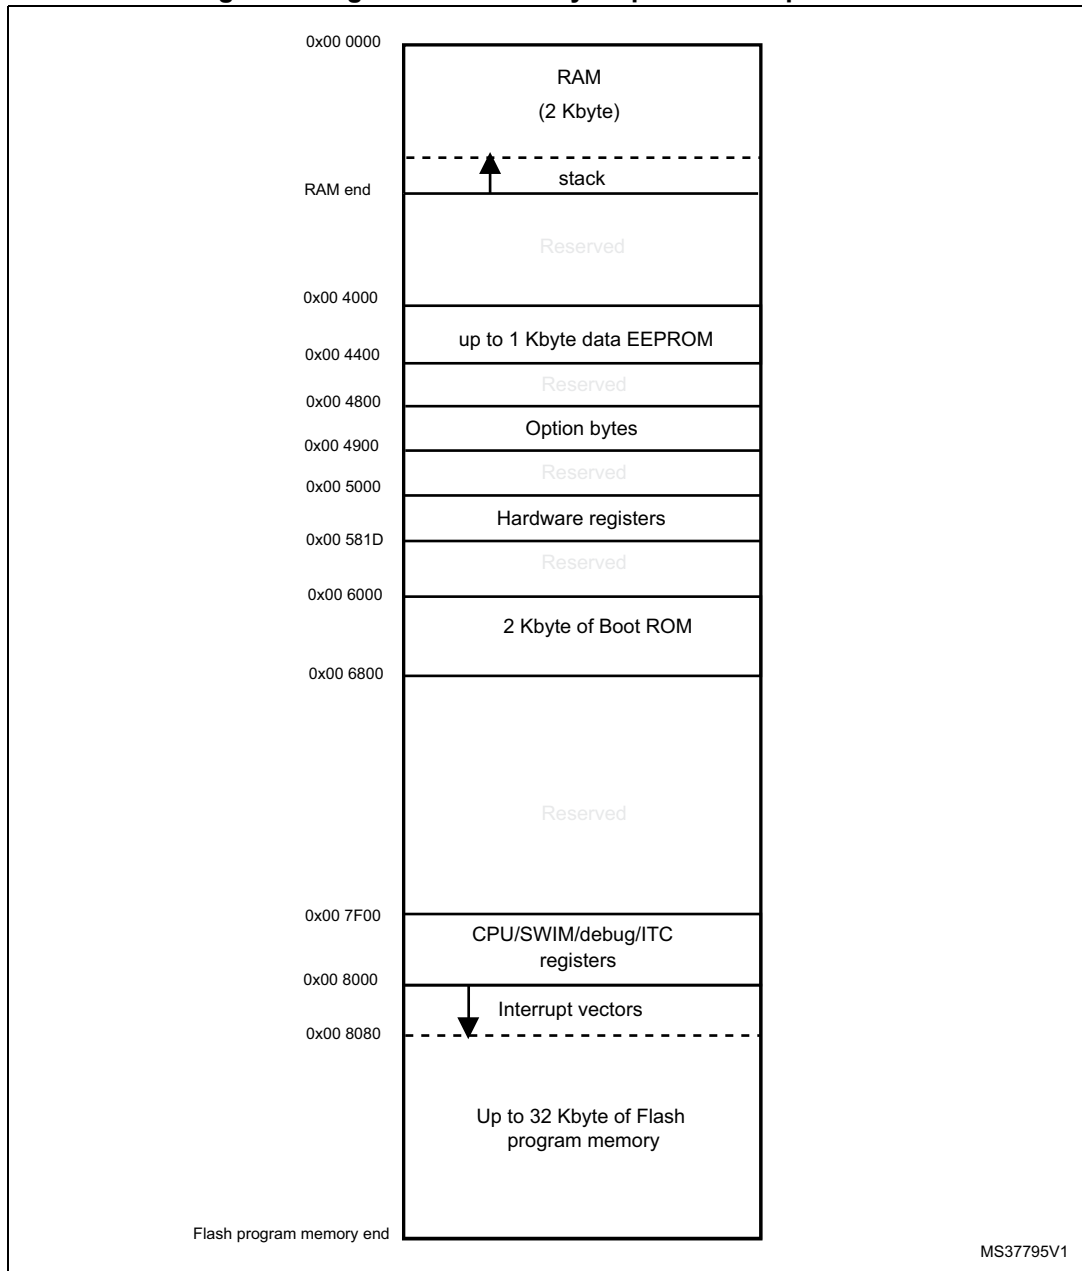 0x00 0000
RAM
(2 Kbyte)
stack
RAM end
Reserved
0x00 4000
up to 1 Kbyte data EEPROM
0x00 4400
Reserved
0x00 4800
Option bytes
0x00 4900
Reserved
0x00 5000
Hardware registers
0x00 581D
Reserved
0x00 6000
2 Kbyte of Boot ROM
0x00 6800
Reserved
0x00 7F00
CPU/SWIM/debug/ITC
registers
0x00 8000
Interrupt vectors
0x00 8080
Up to 32 Kbyte of Flash
program memory
Flash program memory end
MS37795V1